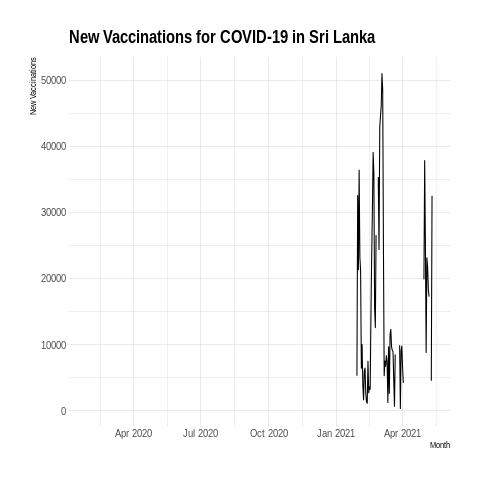 New Vaccinations for COVID-19 in Sri Lanka
New Vaccinations
50000
40000
30000
20000
10000
0
Apr 2020 Jul 2020 Oct 2020 Jan 2021 Apr 2021
Month